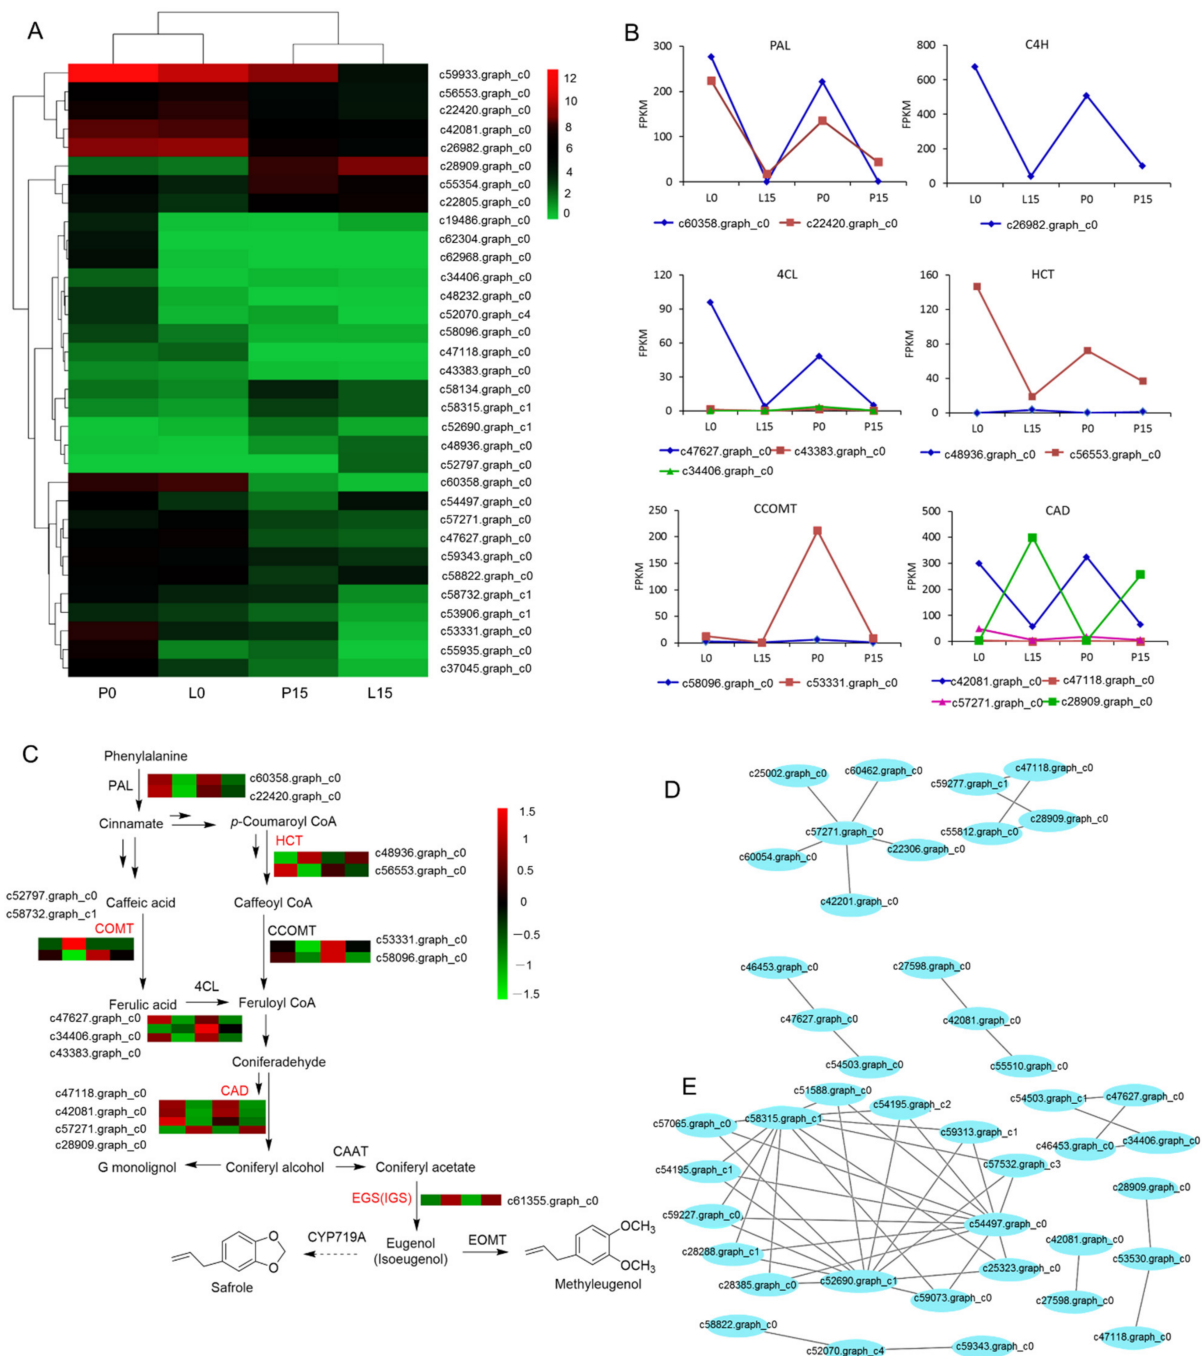 A
c59933.graph_c0
c56553.graph_c0
c22420.graph_c0
c42081.graph_c0
c26982.graph_c0
c28909.graph_c0
c55354.graph_c0
c22805.graph_c0
c19486.graph_c0
c62304.graph_c0
c62968.graph_c0
c34406.graph_c0
c48232.graph_c0
c52070.graph_c4
c58096.graph_c0
c47118.graph_c0
c43383.graph_c0
c58134.graph_c0
c58315.graph_c1
c52690.graph_c1
c48936.graph_c0
c52797.graph_c0
c60358.graph_c0
c54497.graph_c0
c57271.graph_c0
c47627.graph_c0
c59343.graph_c0
c58822.graph_c0
c58732.graph_c1
c53906.graph_c1
c53331.graph_c0
c55935.graph_c0
c37045.graph_c0
12
10
8
6
4
2
0
P0 L0 P15 L15
B
PAL
300
200
100
0
FPKM
L0 L15 P0 P15
c60358.graph_c0 c22420.graph_c0
C4H
800
600
400
200
0
FPKM
L0 L15 P0 P15
c26982.graph_c0
4CL
120
90
60
30
0
FPKM
L0 L15 P0 P15
c47627.graph_c0 c43383.graph_c0
c34406.graph_c0
HCT
160
120
80
40
0
FPKM
L0 L15 P0 P15
c48936.graph_c0 c56553.graph_c0
CCOMT
250
200
150
100
50
0
FPKM
L0 L15 P0 P15
c58096.graph_c0 c53331.graph_c0
CAD
500
400
300
200
100
0
FPKM
L0 L15 P0 P15
c42081.graph_c0 c47118.graph_c0
c57271.graph_c0 c28909.graph_c0
C
Phenylalanine
PAL
c60358.graph_c0
c22420.graph_c0
Cinnamate
p-Coumaroyl CoA
HCT
c48936.graph_c0
c56553.graph_c0
c52797.graph_c0
c58732.graph_c1
Caffeic acid
Caffeoyl CoA
COMT
CCOMT
c53331.graph_c0
c58096.graph_c0
Ferulic acid
4CL
Feruloyl CoA
c47627.graph_c0
c34406.graph_c0
c43383.graph_c0
Coniferadehyde
c47118.graph_c0
c42081.graph_c0
c57271.graph_c0
c28909.graph_c0
CAD
G monolignol
Coniferyl alcohol
CAAT
Coniferyl acetate
EGS(IGS)
c61355.graph_c0
CYP719A
Eugenol
(Isoeugenol)
EOMT
O
O
Safrole
OCH3
OCH3
Methyleugenol
1.5
1
0.5
0
−0.5
−1
−1.5
D
c25002.graph_c0
c60462.graph_c0
c57271.graph_c0
c60054.graph_c0
c22306.graph_c0
c42201.graph_c0
c47118.graph_c0
c59277.graph_c1
c28909.graph_c0
c55812.graph_c0
c46453.graph_c0
c47627.graph_c0
c54503.graph_c0
c27598.graph_c0
c42081.graph_c0
c55510.graph_c0
E
c51588.graph_c0
c54195.graph_c2
c58315.graph_c1
c57065.graph_c0
c59313.graph_c1
c54195.graph_c1
c57532.graph_c3
c59227.graph_c0
c54497.graph_c0
c28288.graph_c1
c25323.graph_c0
c28385.graph_c0
c52690.graph_c1
c59073.graph_c0
c54503.graph_c1
c47627.graph_c0
c46453.graph_c0
c34406.graph_c0
c28909.graph_c0
c42081.graph_c0
c53530.graph_c0
c27598.graph_c0
c47118.graph_c0
c58822.graph_c0
c52070.graph_c4
c59343.graph_c0